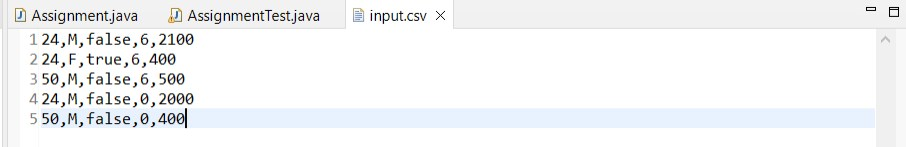 Assignment.java AssignmentTest.java input.csv
1 24,M,false,6,2100
2 24,F,true,6,400
3 50,M,false,6,500
4 24,M,false,0,2000
5 50,M,false,0,400